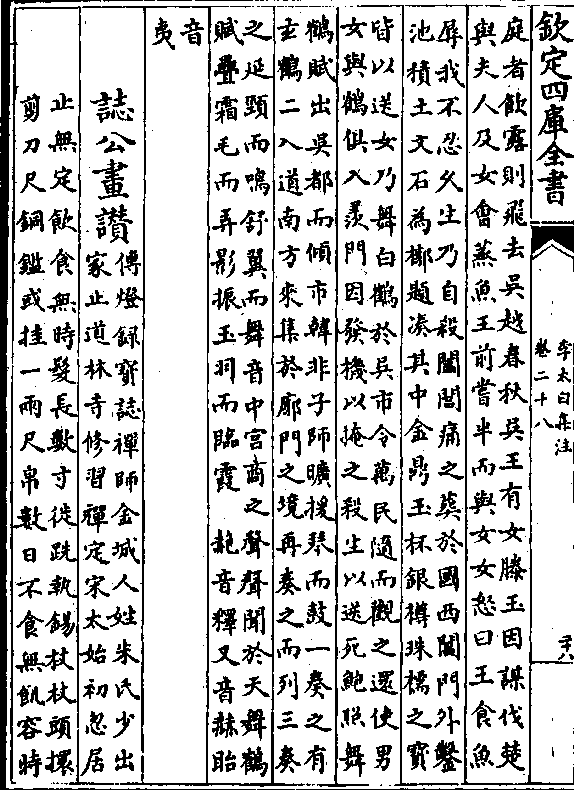 欽定四庫全書
李太白集注
卷二十八
庭者飲露則飛去吳越春秋吳王有女滕玉因謀伐楚
與夫人及女會蒸魚王前嘗半而與女女怒曰王食魚
辱我不忍久生乃自殺闔閭痛之葬於國西閶門外鑿
池積土文石為槨題凑其中金鼎玉杯銀樽珠襦之寶
皆以送女乃舞白鶴於吳市令萬民隨而觀之還使男
女與鶴俱入羨門因發機以掩之殺生以送死鮑照舞
鶴賦出吳都而傾市韓非子師曠援琴而鼓一奏之有
𤣥鶴二八道南方來集於廊門之境再奏之而列三奏
之延頸而鳴舒翼而舞音中宫商之聲聲聞於天舞鶴
賦疊霜毛而弄影振玉羽而臨霞 赩音釋又音赫眙
音
夷
誌公畫讃
傳燈録寳誌禪師金城人姓朱氏少出
家止道林寺修習禪定宋太始初忽居
止無定飲食無時髮長數寸徒跣執錫杖杖頭擐
剪刀尺銅鑑或挂一兩尺帛數日不食無飢容時